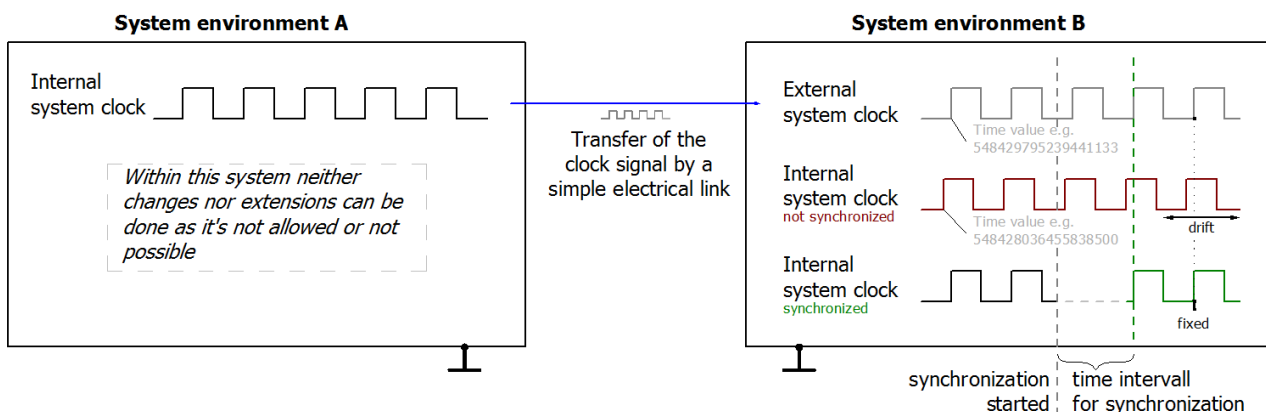 System environment A
Internal
system clock
Within this system neither
changes nor extensions can be
done as it's not allowed or not
possible
Transfer of the
clock signal by a
simple electrical link
System environment B
External
system clock
Time value e.g.
548429795239441133
Internal
system clock
not synchronized
Time value e.g.
548428036455838500
drift
Internal
system clock
synchronized
fixed
synchronization
started
time intervall
for synchronization